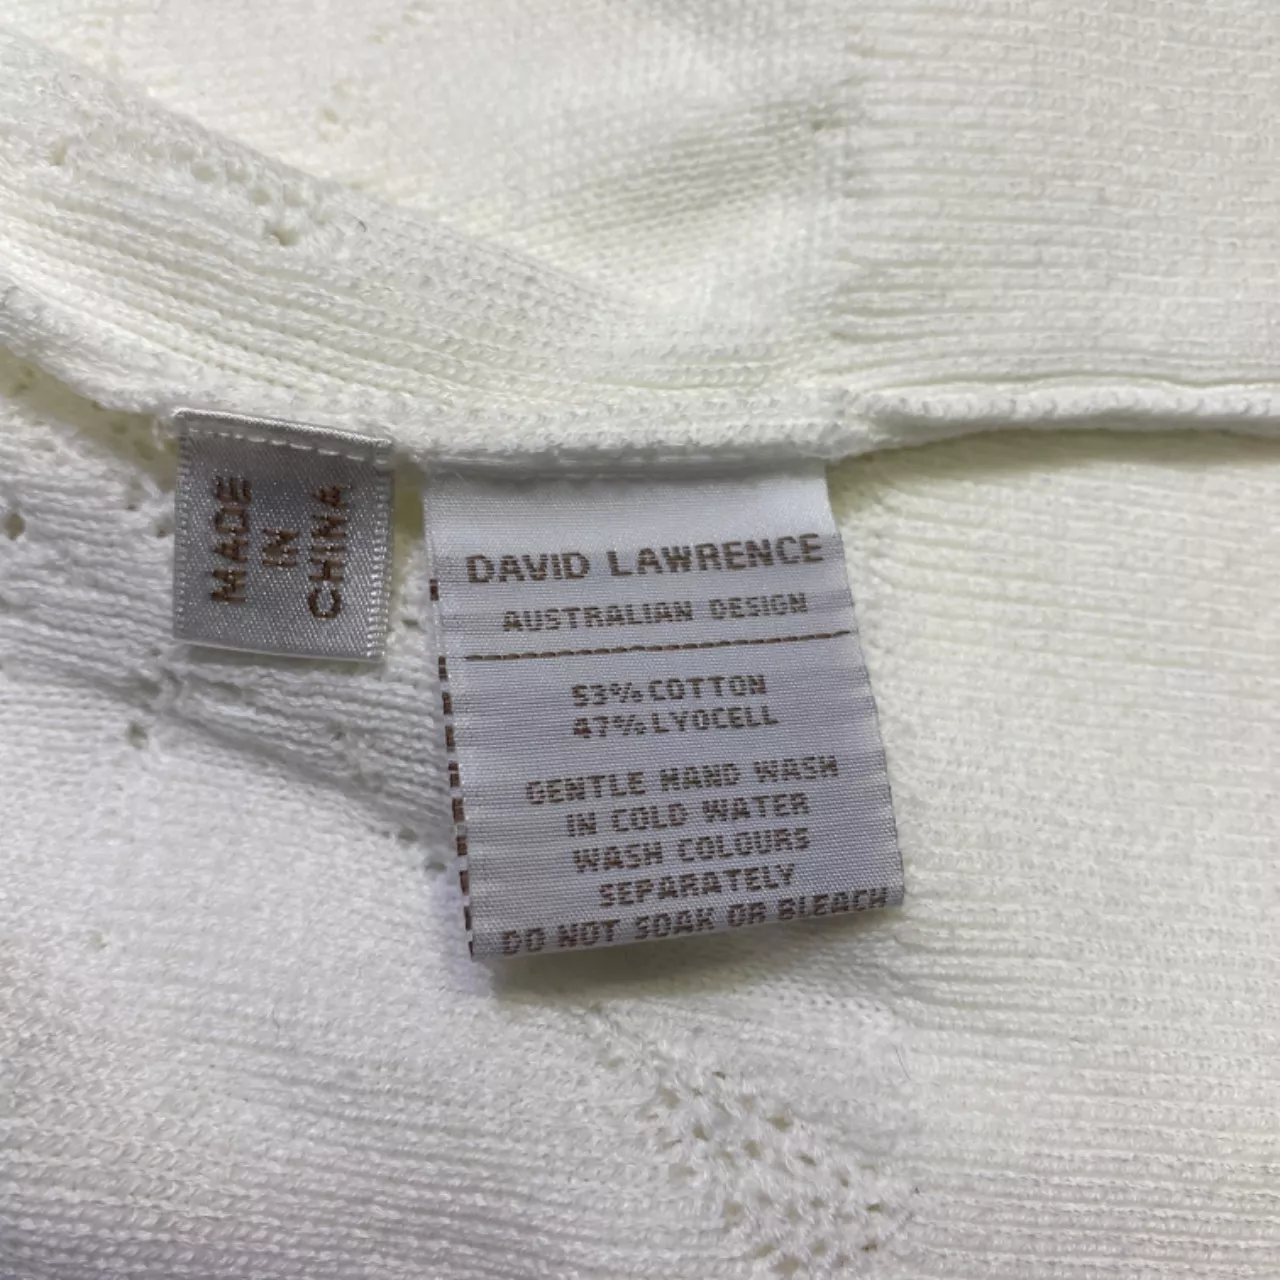 MADE
IN
CHINA
DAVID LAWRENCE
AUSTRALIAN DESIGN
53% COTTON
47% LYOCELL
GENTLE HAND WASH
IN COLD WATER
WASH COLOURS
SEPARATELY
DO NOT SOAK OR BLEACH